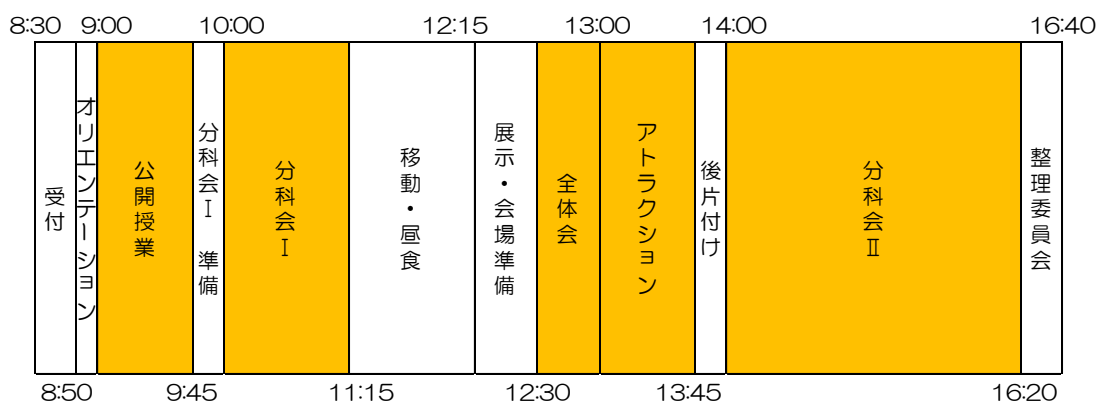 8:30 9:00 10:00 12:15 13:00 14:00 16:40
受付
オリエンテーション
公開授業
分科会Ⅰ 準備
分科会Ⅰ
移動・昼食
展示・会場準備
全体会
アトラクション
後片付け
分科会Ⅱ
整理委員会
8:50 9:45 11:15 12:30 13:45 16:20